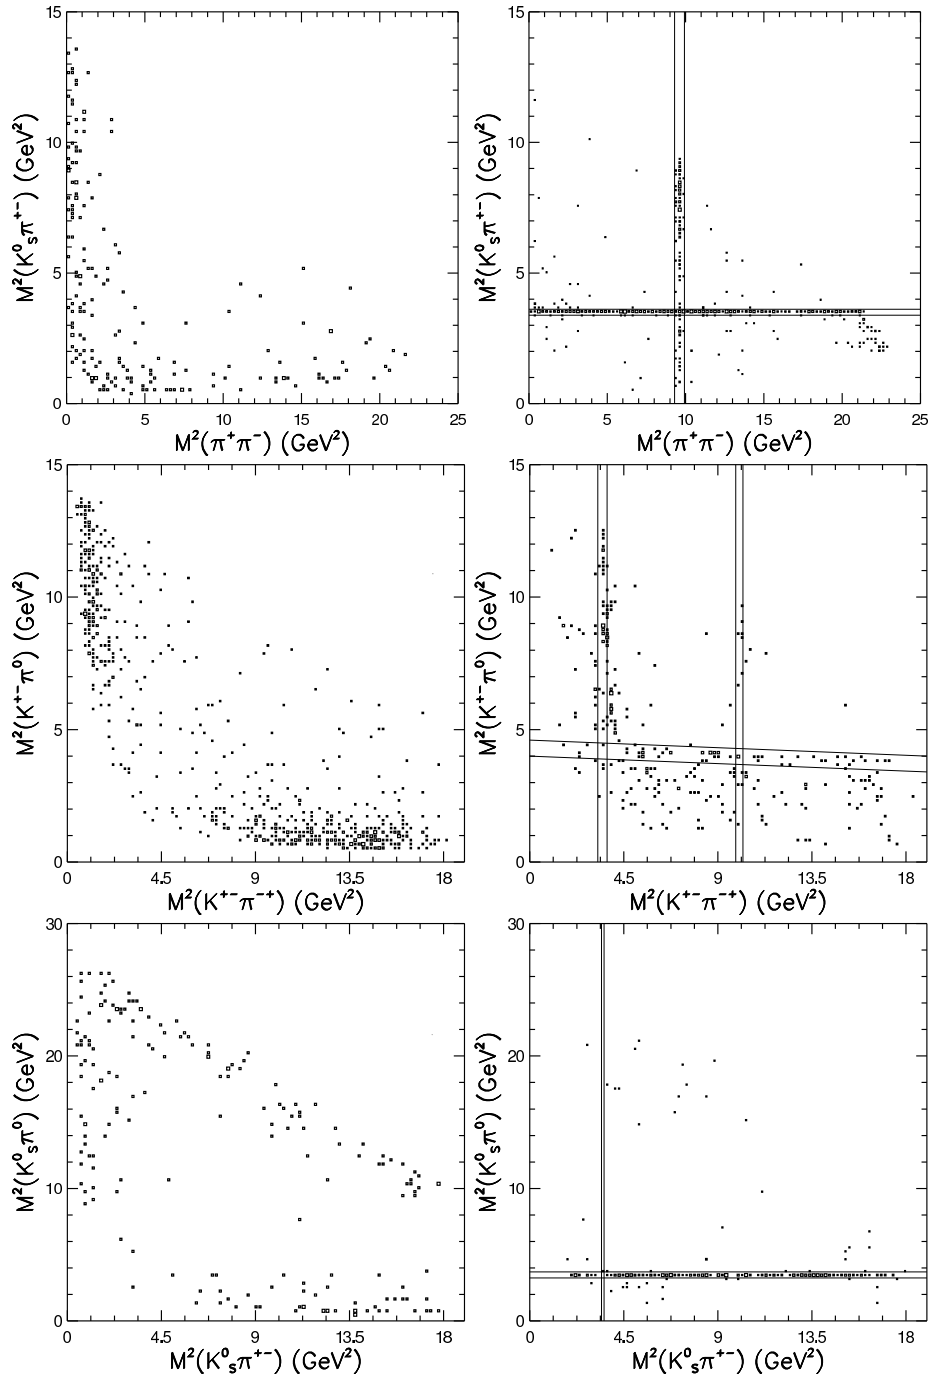 15
10
5
0
M²(K⁰ₛπ⁺⁻) (GeV²)
0 5 10 15 20 25
M²(π⁺π⁻) (GeV²)
15
10
5
0
M²(K⁰ₛπ⁺⁻) (GeV²)
0 5 10 15 20 25
M²(π⁺π⁻) (GeV²)
15
10
5
0
M²(K⁺⁻π⁰) (GeV²)
0 4.5 9 13.5 18
M²(K⁺⁻π⁻⁺) (GeV²)
15
10
5
0
M²(K⁺⁻π⁰) (GeV²)
0 4.5 9 13.5 18
M²(K⁺⁻π⁻⁺) (GeV²)
30
20
10
0
M²(K⁰ₛπ⁰) (GeV²)
0 4.5 9 13.5 18
M²(K⁰ₛπ⁺⁻) (GeV²)
30
20
10
0
M²(K⁰ₛπ⁰) (GeV²)
0 4.5 9 13.5 18
M²(K⁰ₛπ⁺⁻) (GeV²)